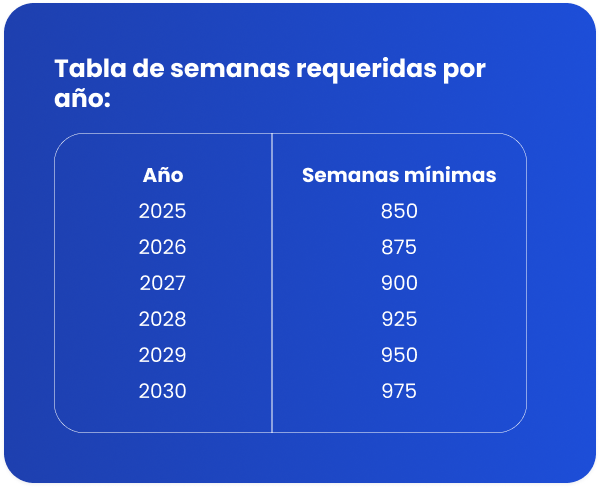 Tabla de semanas requeridas por
año:
Año Semanas mínimas
2025 850
2026 875
2027 900
2028 925
2029 950
2030 975